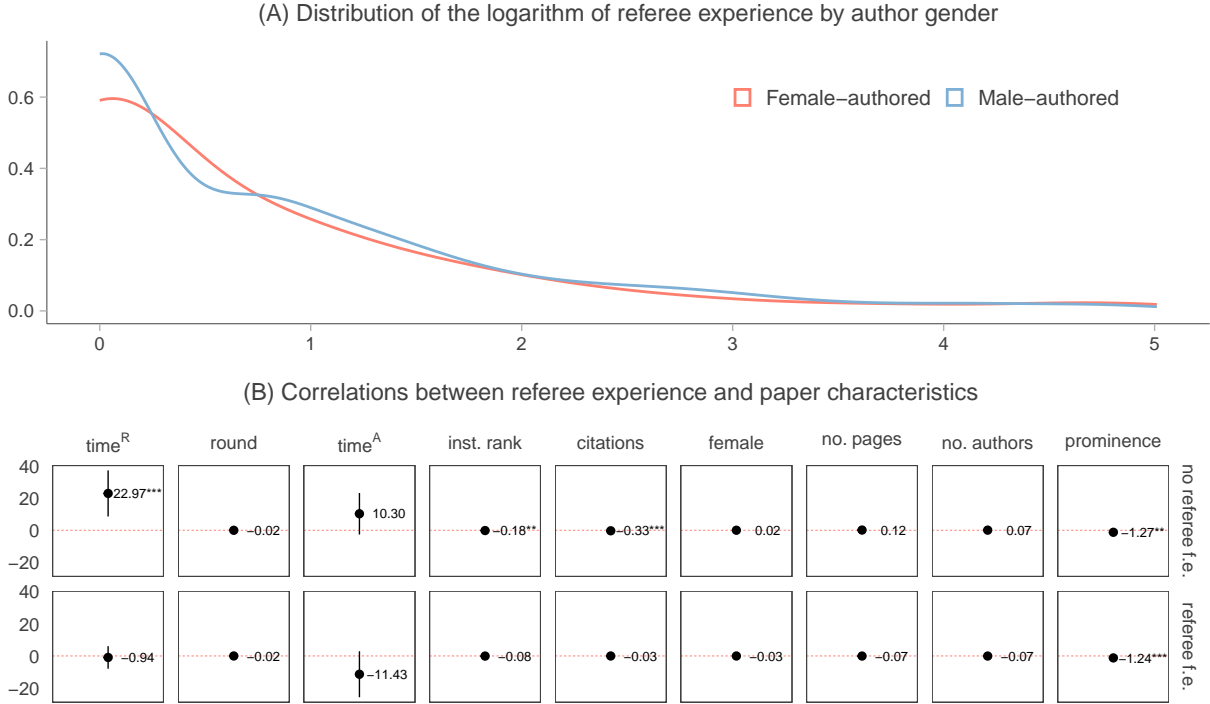 (A) Distribution of the logarithm of referee experience by author gender
0.6
0.4
0.2
0.0
Female−authored Male−authored
0 1 2 3 4 5
(B) Correlations between referee experience and paper characteristics
time^R round time^A inst. rank citations female no. pages no. authors prominence
40
20
0
−20
22.97*** −0.02 10.30 −0.18** −0.33*** 0.02 0.12 0.07 −1.27**
no referee f.e.
40
20
0
−20
−0.94 −0.02 −11.43 −0.08 −0.03 −0.03 −0.07 −0.07 −1.24***
referee f.e.